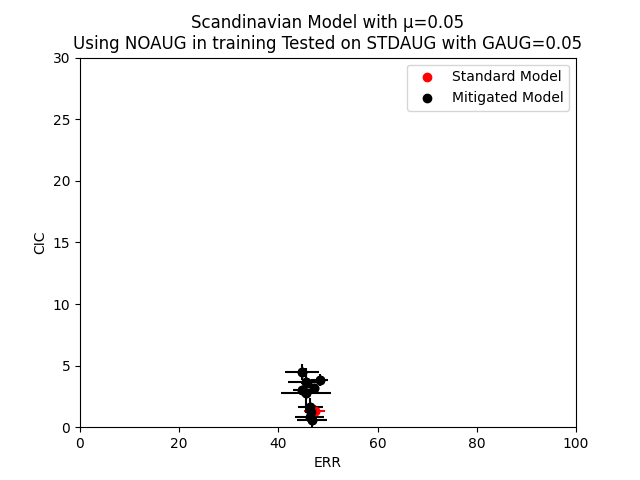 Scandinavian Model with μ=0.05
Using NOAUG in training Tested on STDAUG with GAUG=0.05
30
25
20
15
10
5
0
CIC
Standard Model
Mitigated Model
0
20
40
60
80
100
ERR